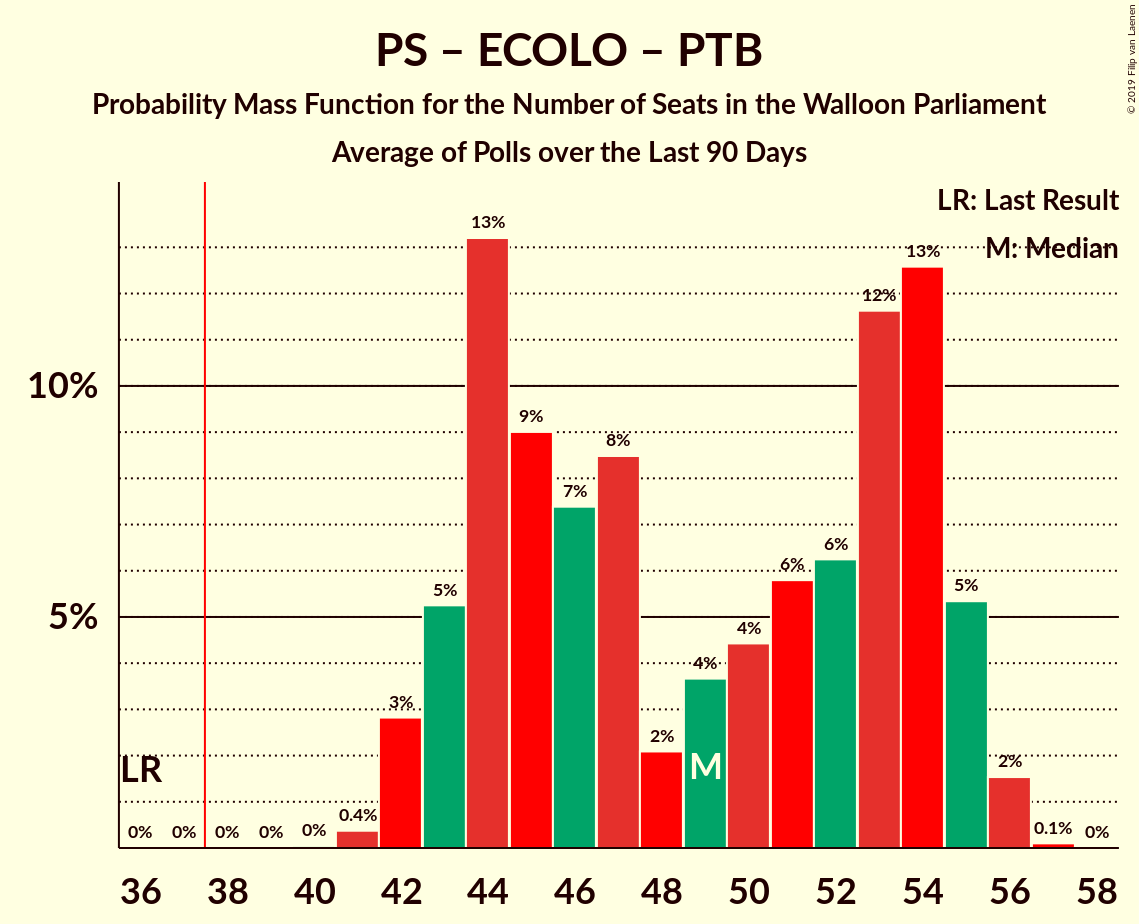 PS – ECOLO – PTB
Probability Mass Function for the Number of Seats in the Walloon Parliament
Average of Polls over the Last 90 Days
© 2019 Filip van Laenen
LR: Last Result
M: Median
10%
5%
LR
M
0% 0% 0% 0% 0% 0.4% 3% 5% 13% 9% 7% 8% 2% 4% 4% 6% 6% 12% 13% 5% 2% 0.1% 0%
36 38 40 42 44 46 48 50 52 54 56 58